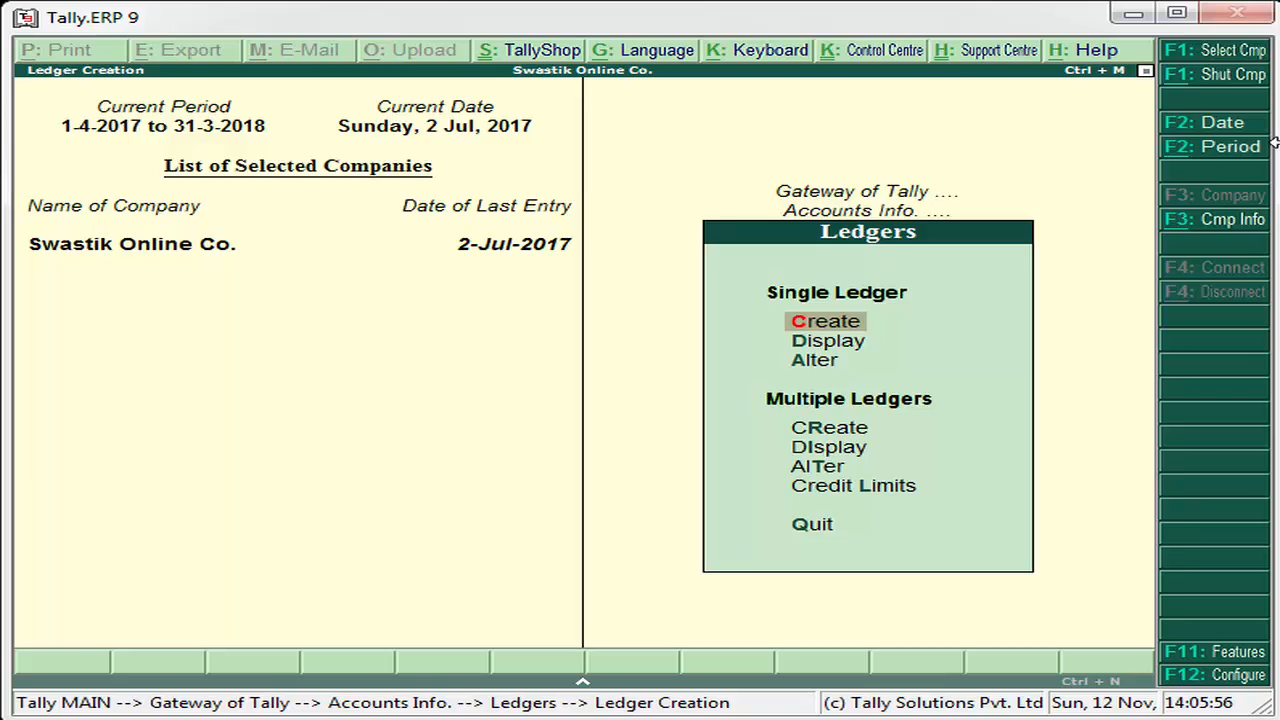 Tally.ERP 9
P: Print E: Export M: E-Mail O: Upload S: TallyShop G: Language K: Keyboard K: Control Centre H: Support Centre H: Help
Ledger Creation Swastik Online Co. Ctrl + M
Current Period Current Date
1-4-2017 to 31-3-2018 Sunday, 2 Jul, 2017
List of Selected Companies
Name of Company Date of Last Entry
Swastik Online Co. 2-Jul-2017
Gateway of Tally ....
Accounts Info. ....
Ledgers
Single Ledger
Create
Display
Alter
Multiple Ledgers
CReate
DIsplay
AlTer
Credit Limits
Quit
F1: Select Cmp
F1: Shut Cmp
F2: Date
F2: Period
F3: Company
F3: Cmp Info
F4: Connect
F4: Disconnect
F11: Features
F12: Configure
Ctrl + N
Tally MAIN --> Gateway of Tally --> Accounts Info. --> Ledgers --> Ledger Creation (c) Tally Solutions Pvt. Ltd Sun, 12 Nov, 14:05:56